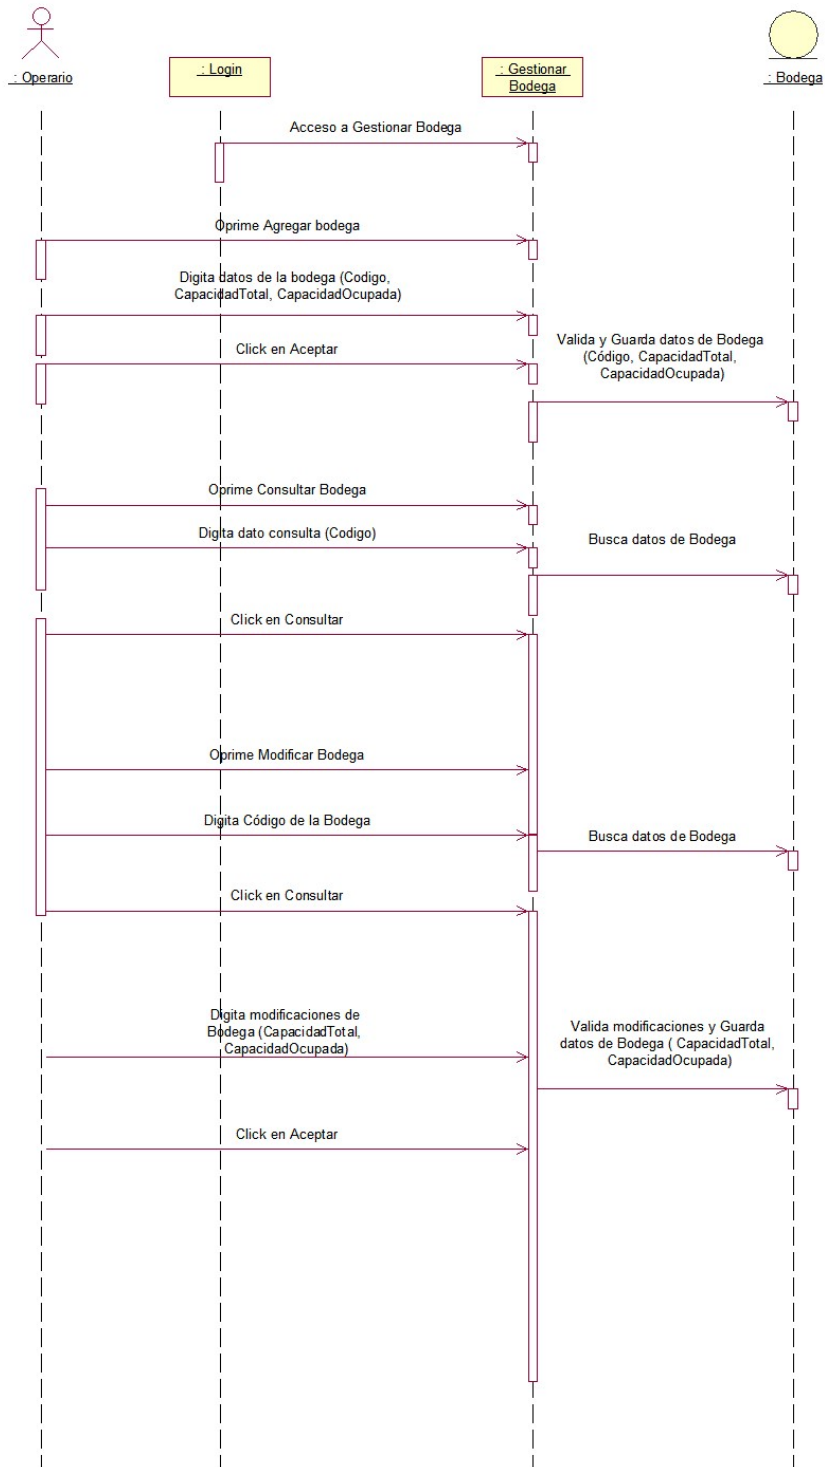 : Operario
: Login
: Gestionar
Bodega
: Bodega
Acceso a Gestionar Bodega
Oprime Agregar bodega
Digita datos de la bodega (Codigo,
CapacidadTotal, CapacidadOcupada)
Click en Aceptar
Valida y Guarda datos de Bodega
(Código, CapacidadTotal,
CapacidadOcupada)
Oprime Consultar Bodega
Digita dato consulta (Codigo)
Busca datos de Bodega
Click en Consultar
Oprime Modificar Bodega
Digita Código de la Bodega
Busca datos de Bodega
Click en Consultar
Digita modificaciones de
Bodega (CapacidadTotal,
CapacidadOcupada)
Valida modificaciones y Guarda
datos de Bodega ( CapacidadTotal,
CapacidadOcupada)
Click en Aceptar